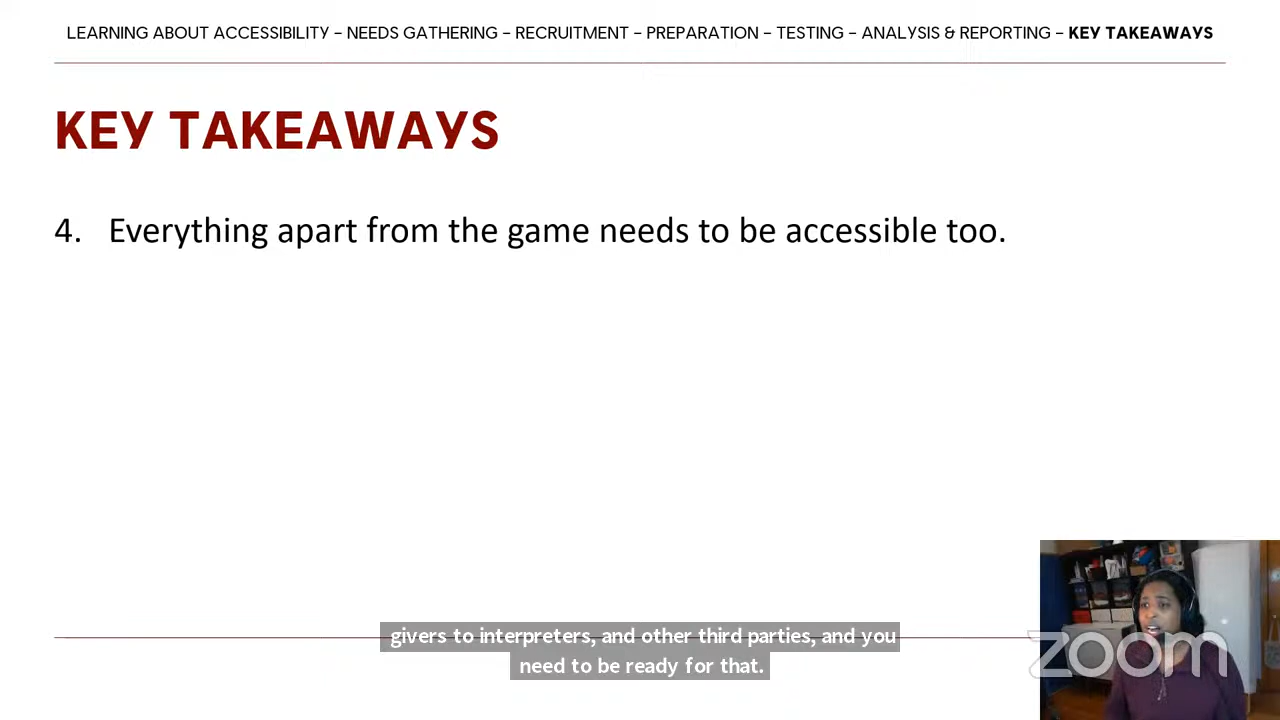 LEARNING ABOUT ACCESSIBILITY – NEEDS GATHERING – RECRUITMENT – PREPARATION – TESTING – ANALYSIS & REPORTING – KEY TAKEAWAYS
KEY TAKEAWAYS
4. Everything apart from the game needs to be accessible too.
givers to interpreters, and other third parties, and you
need to be ready for that.
zoom